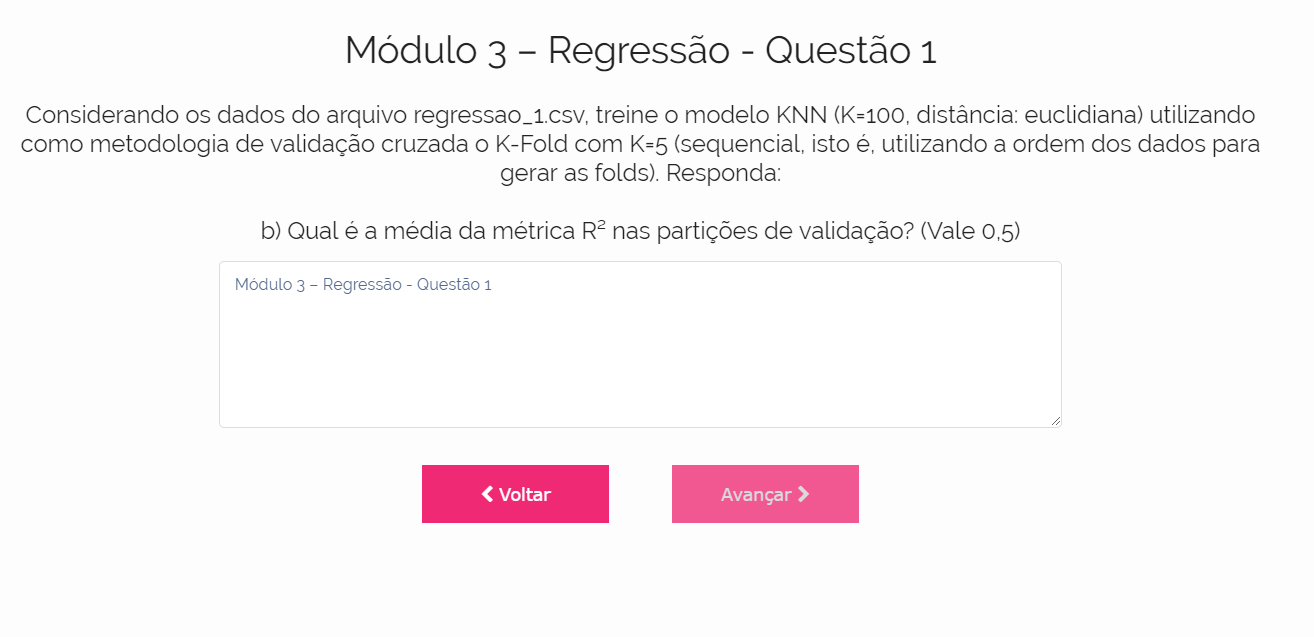 Módulo 3 – Regressão - Questão 1
Considerando os dados do arquivo regressao_1.csv, treine o modelo KNN (K=100, distância: euclidiana) utilizando
como metodologia de validação cruzada o K-Fold com K=5 (sequencial, isto é, utilizando a ordem dos dados para
gerar as folds). Responda:
b) Qual é a média da métrica R² nas partições de validação? (Vale 0,5)
Módulo 3 – Regressão - Questão 1
Voltar
Avançar